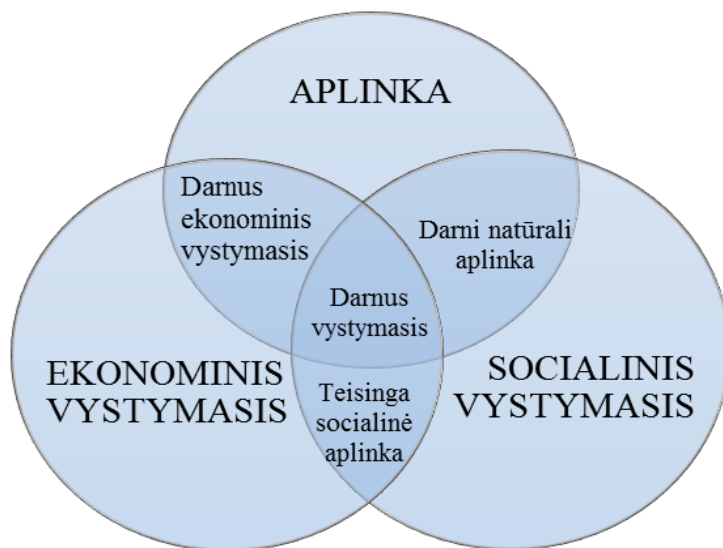 APLINKA
Darnus
ekonominis
vystymasis
Darni natūrali
aplinka
Darnus
vystymasis
EKONOMINIS
VYSTYMASIS
SOCIALINIS
VYSTYMASIS
Teisinga
socialinė
aplinka